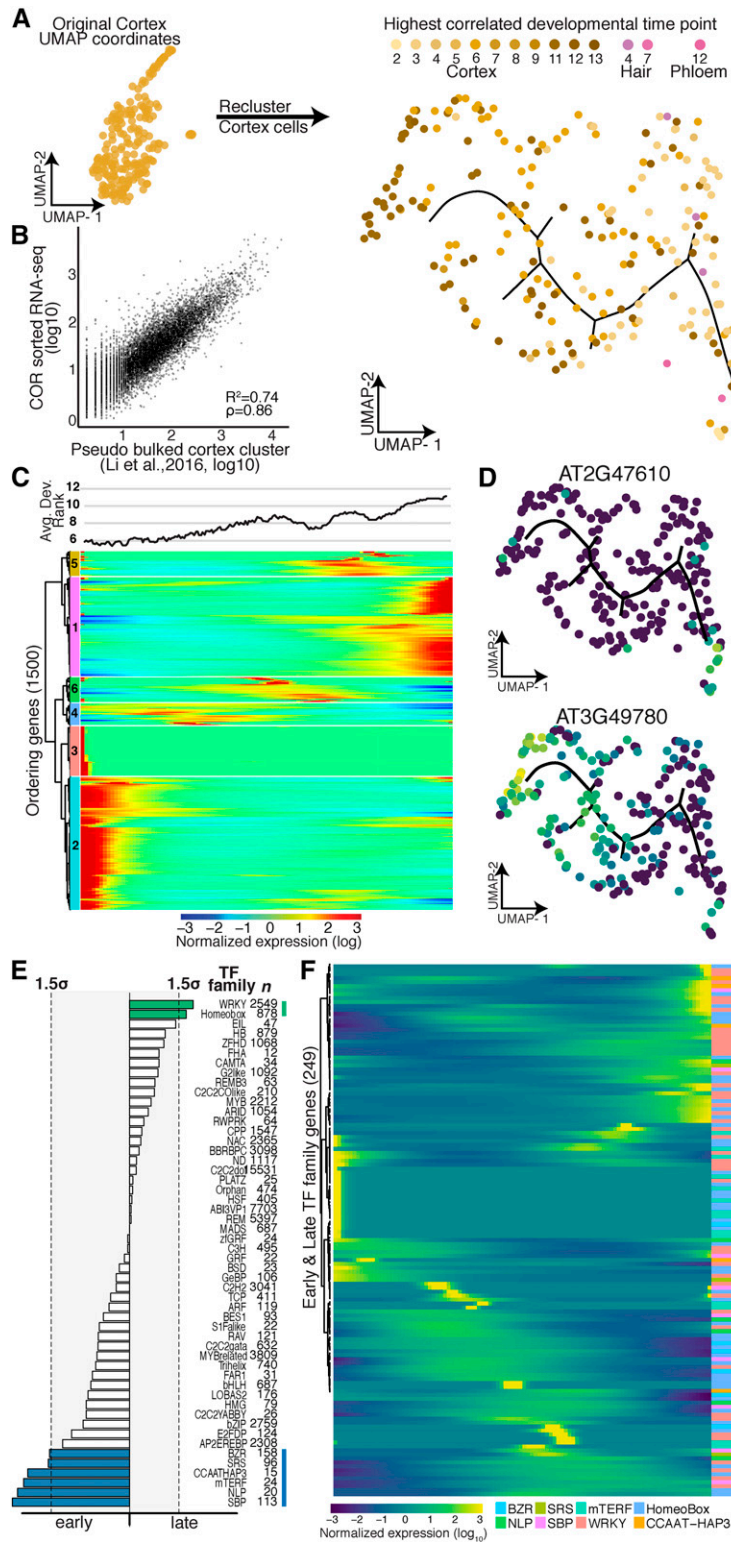 A
Original Cortex
UMAP coordinates
UMAP-2
UMAP- 1
Recluster
Cortex cells
Highest correlated developmental time point
2 3 4 5 6 7 8 9 11 12 13 4 7 12
Cortex Hair Phloem
UMAP-2
UMAP- 1
B
COR sorted RNA-seq
(log10)
3
2
1
0
R²=0.74
ρ=0.86
1 2 3 4
Pseudo bulked cortex cluster
(Li et al.,2016, log10)
C
Avg. Dev.
Rank
12
10
8
6
Ordering genes (1500)
5
1
6
4
3
2
−3 −2 −1 0 1 2 3
Normalized expression (log)
D
AT2G47610
UMAP-2
UMAP- 1
AT3G49780
UMAP-2
UMAP- 1
E
1.5σ 1.5σ
TF
family n
WRKY 2549
Homeobox 878
EIL 47
HB 879
ZFHD 1068
FHA 12
CAMTA 34
G2like 1092
REMB3 63
C2C2COlike 210
MYB 2212
ARID 1054
RWPRK 64
CPP 1547
NAC 2365
BBRBPC 3098
ND 1117
C2C2dof 15531
PLATZ 25
Orphan 474
HSF 405
ABI3VP1 7703
REM 5397
MADS 687
zfGRF 24
C3H 495
GRF 22
BSD 23
GeBP 106
C2H2 3041
TCP 411
ARF 119
BES1 93
S1Falike 22
RAV 121
C2C2gata 632
MYBrelated 3809
Trihelix 740
FAR1 31
bHLH 687
LOBAS2 176
HMG 79
C2C2YABBY 26
bZIP 2759
E2FDP 124
AP2EREBP 2308
BZR 158
SRS 96
CCAATHAP3 15
mTERF 24
NLP 20
SBP 113
early late
F
Early & Late TF family genes (249)
−3 −2 −1 0 1 2 3
Normalized expression (log10)
BZR SRS mTERF HomeoBox
NLP SBP WRKY CCAAT−HAP3